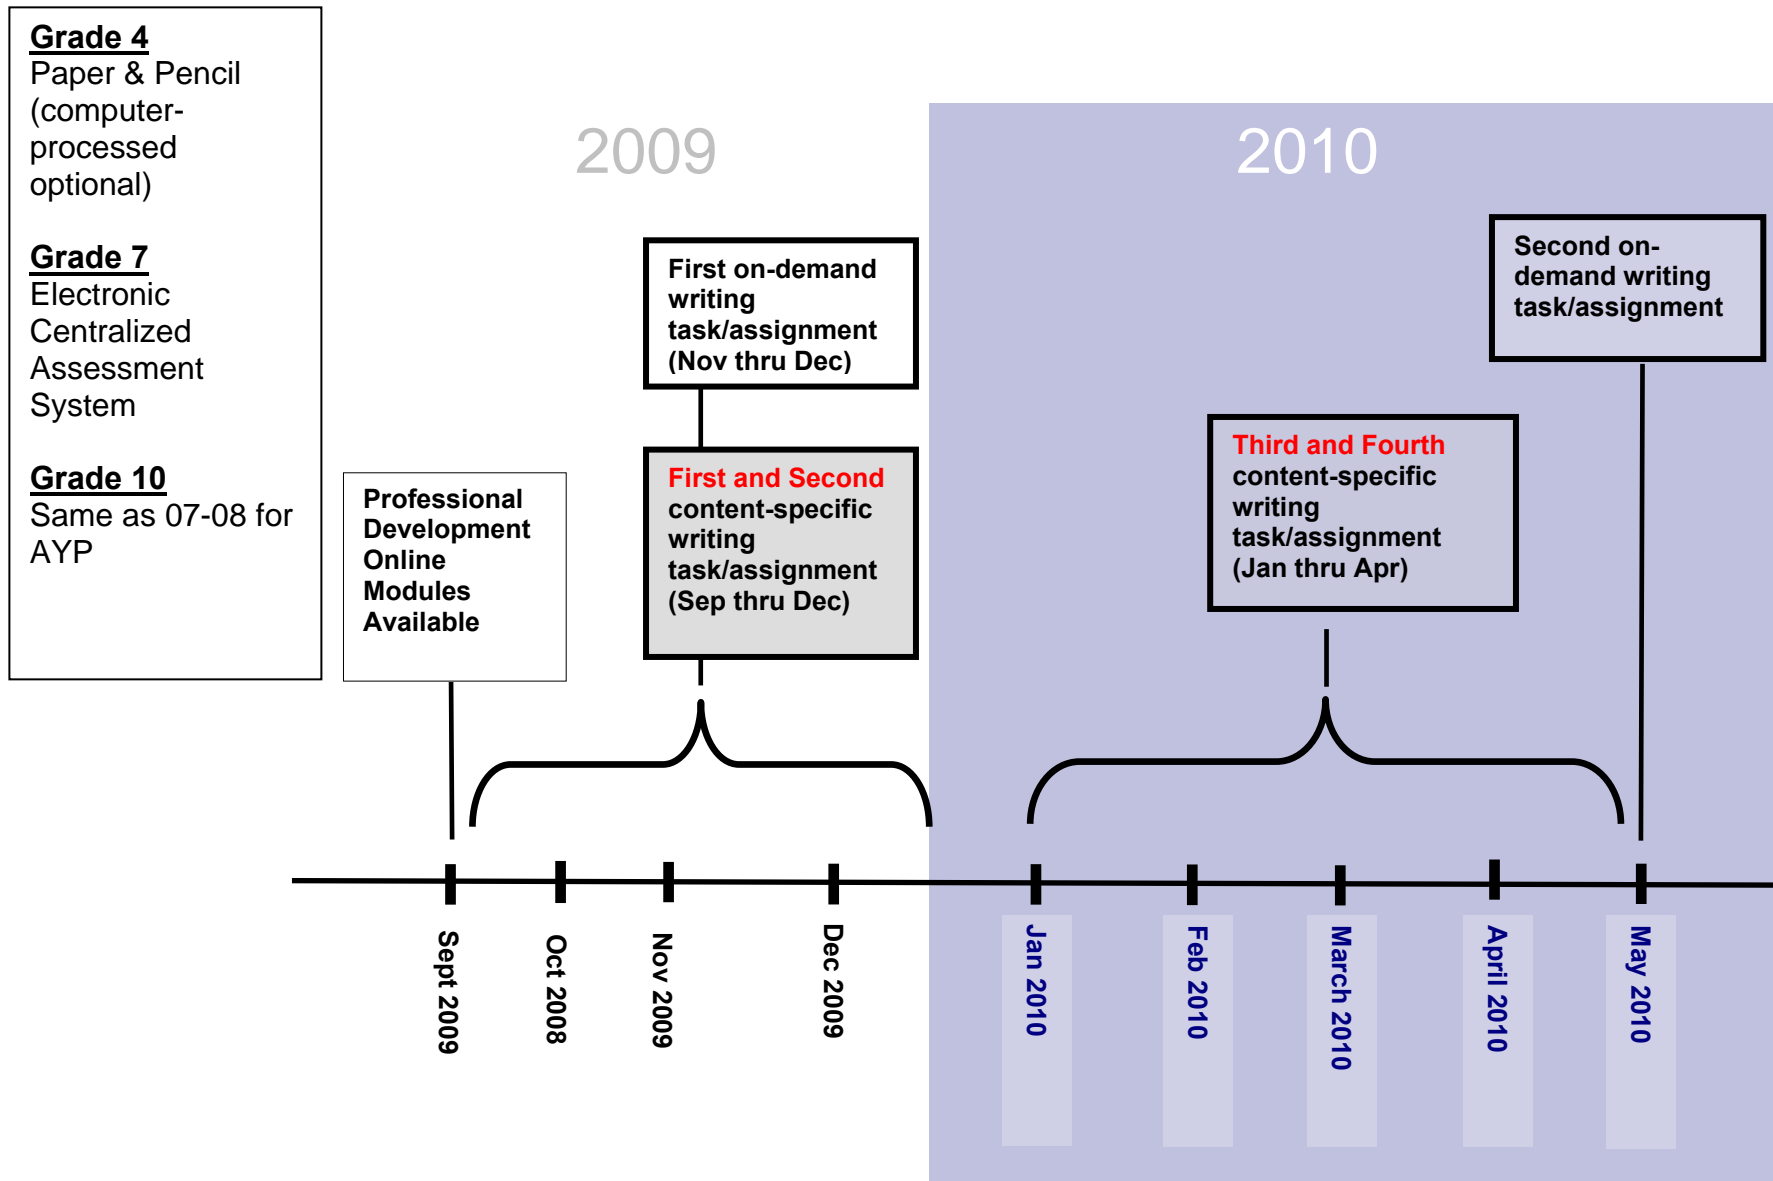 Grade 4
Paper & Pencil
(computer-
processed
optional)
Grade 7
Electronic
Centralized
Assessment
System
Grade 10
Same as 07-08 for
AYP
2009
2010
First on-demand
writing
task/assignment
(Nov thru Dec)
Second on-
demand writing
task/assignment
Professional
Development
Online
Modules
Available
First and Second
content-specific
writing
task/assignment
(Sep thru Dec)
Third and Fourth
content-specific
writing
task/assignment
(Jan thru Apr)
Sept 2009
Oct 2008
Nov 2009
Dec 2009
Jan 2010
Feb 2010
March 2010
April 2010
May 2010